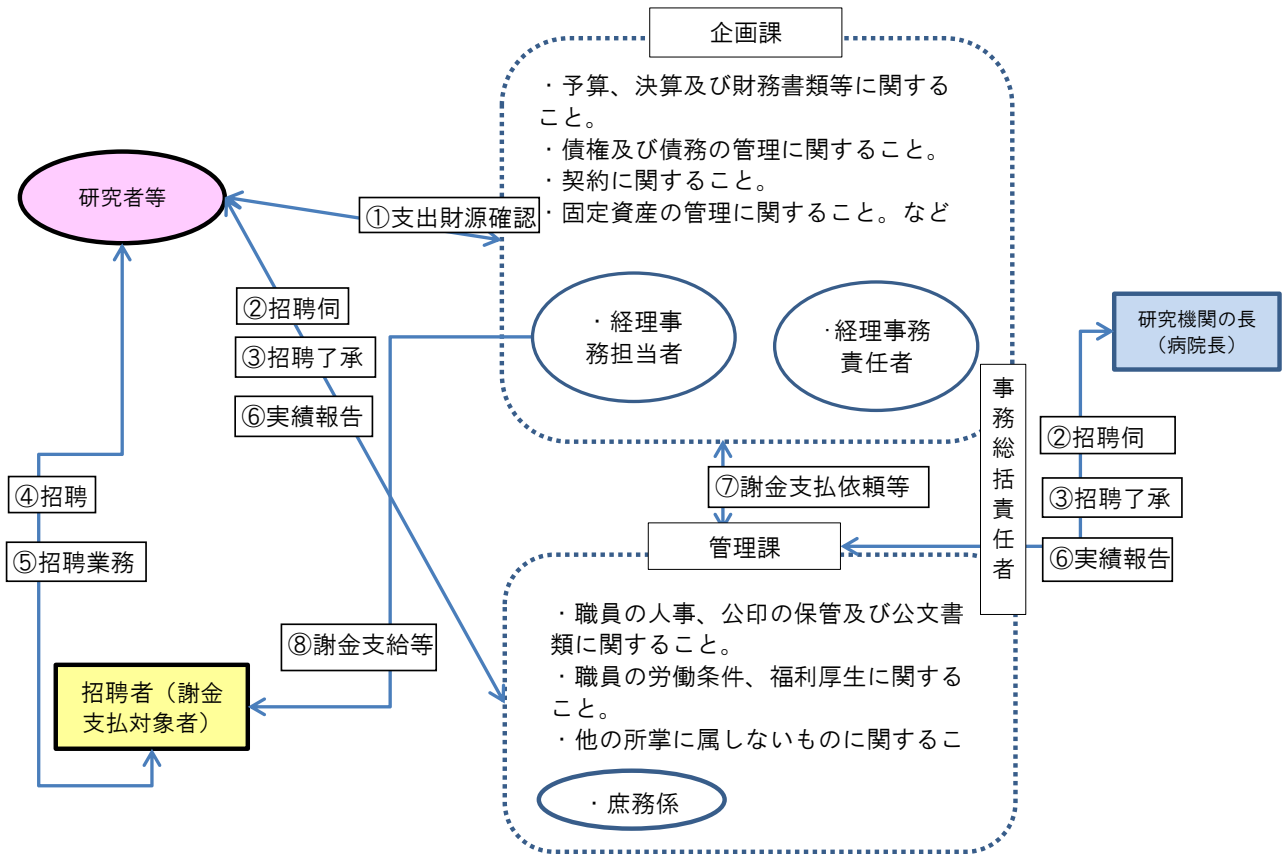 企画課
・予算、決算及び財務書類等に関する
こと。
・債権及び債務の管理に関すること。
・契約に関すること。
・固定資産の管理に関すること。など
研究者等
①支出財源確認
②招聘伺
③招聘了承
⑥実績報告
・経理事
務担当者
・経理事務
責任者
研究機関の長
（病院長）
事務総括責任者
②招聘伺
③招聘了承
⑥実績報告
④招聘
⑤招聘業務
⑦謝金支払依頼等
管理課
・職員の人事、公印の保管及び公文書
類に関すること。
・職員の労働条件、福利厚生に関する
こと。
・他の所掌に属しないものに関するこ
⑧謝金支給等
招聘者（謝金
支払対象者）
・庶務係